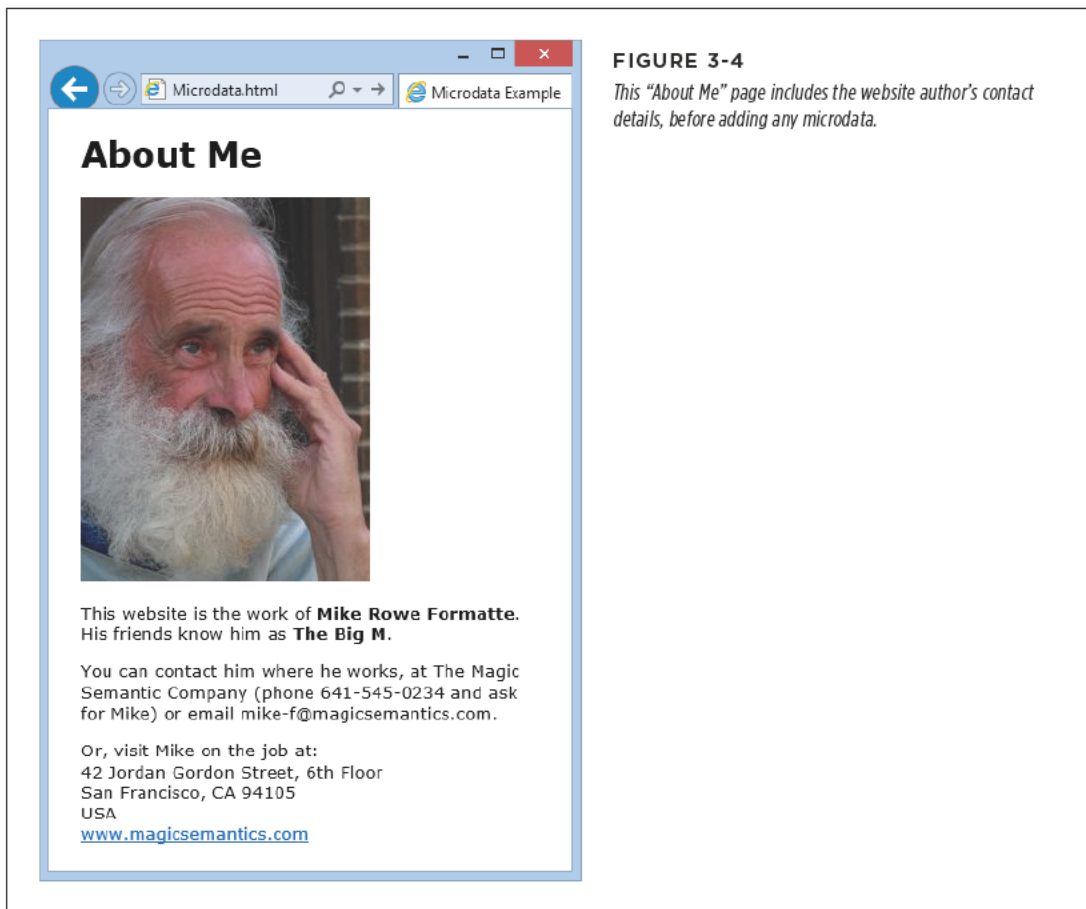 Microdata.html
Microdata Example
About Me
This website is the work of Mike Rowe Formatte.
His friends know him as The Big M.
You can contact him where he works, at The Magic
Semantic Company (phone 641-545-0234 and ask
for Mike) or email mike-f@magicsemantics.com.
Or, visit Mike on the job at:
42 Jordan Gordon Street, 6th Floor
San Francisco, CA 94105
USA
www.magicsemantics.com
FIGURE 3-4
This “About Me” page includes the website author’s contact
details, before adding any microdata.